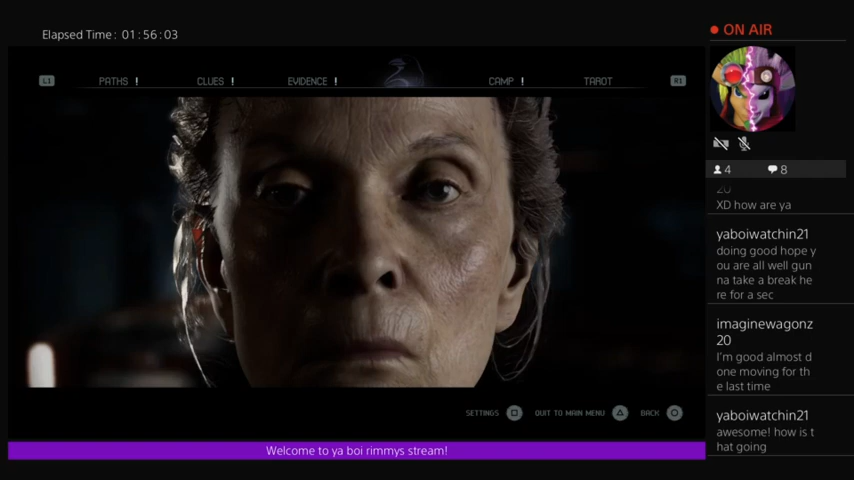 Elapsed Time: 01:56:03
ON AIR
L1
PATHS !
CLUES !
EVIDENCE !
CAMP !
TAROT
R1
4
8
20
XD how are ya
yaboiwatchin21
doing good hope y
ou are all well gun
na take a break he
re for a sec
imaginewagonz
20
I'm good almost d
one moving for th
e last time
yaboiwatchin21
awesome! how is t
hat going
SETTINGS
QUIT TO MAIN MENU
BACK
Welcome to ya boi rimmys stream!